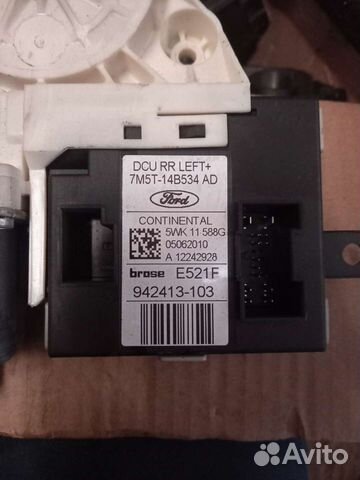 DCU RR LEFT+
7M5T-14B534 AD
Ford
CONTINENTAL
5WK 11 588G
05062010
A 12242928
brose E521F
942413-103
Avito